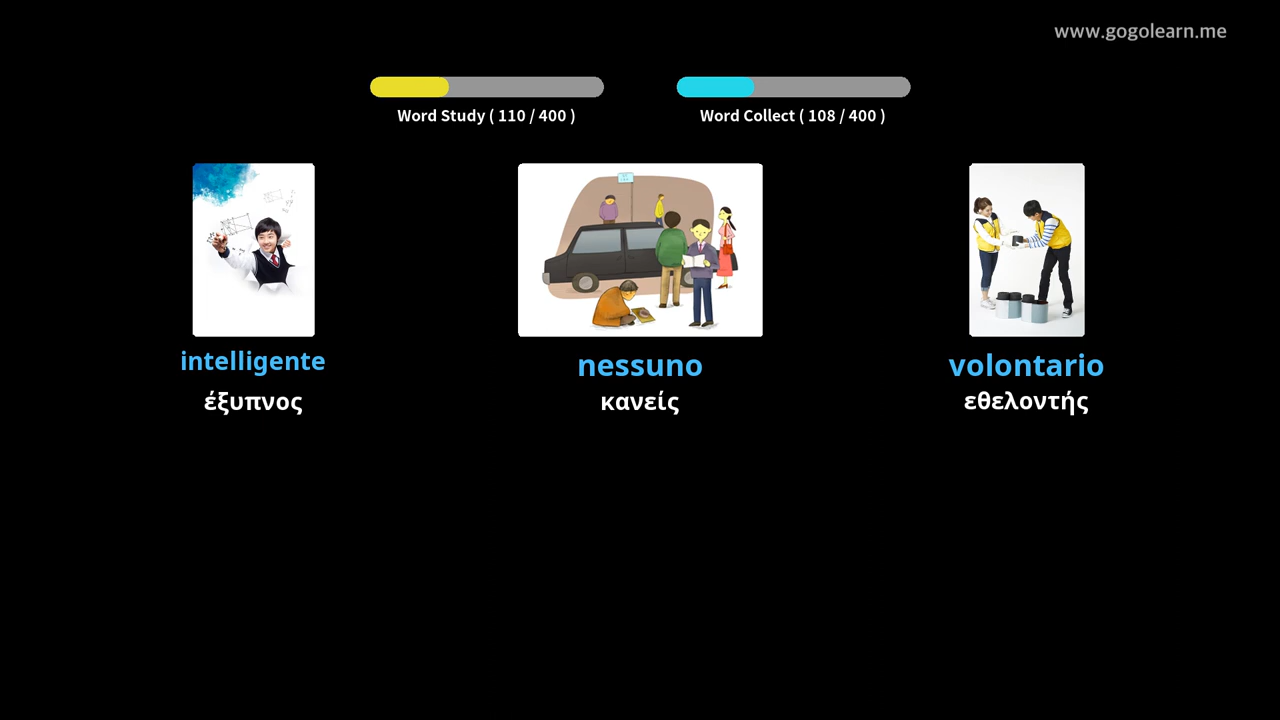 www.gogolearn.me
Word Study ( 110 / 400 )
Word Collect ( 108 / 400 )
intelligente
έξυπνος
nessuno
κανείς
volontario
εθελοντής